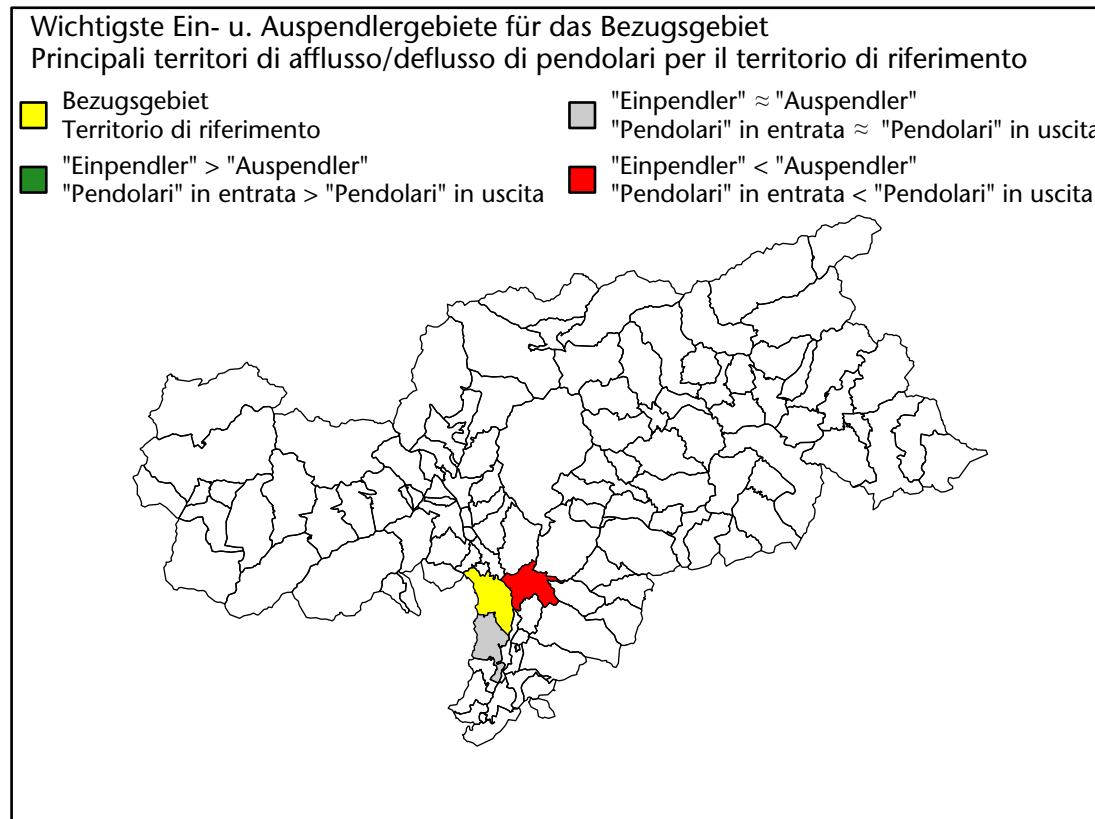 Wichtigste Ein- u. Auspendlergebiete für das Bezugsgebiet
Principali territori di afflusso/deflusso di pendolari per il territorio di riferimento
Bezugsgebiet
Territorio di riferimento
"Einpendler" > "Auspendler"
"Pendolari" in entrata > "Pendolari" in uscita
"Einpendler" ≈ "Auspendler"
"Pendolari" in entrata ≈ "Pendolari" in uscita
"Einpendler" < "Auspendler"
"Pendolari" in entrata < "Pendolari" in uscita